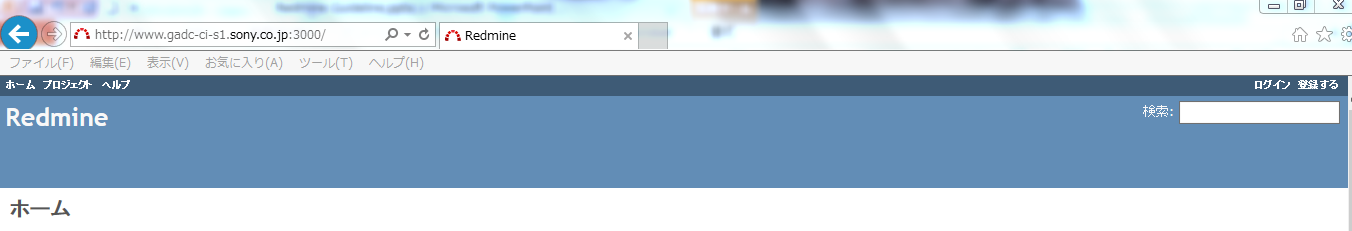 http://www.gadc-ci-s1.sony.co.jp:3000/
Redmine
ファイル(F) 編集(E) 表示(V) お気に入り(A) ツール(T) ヘルプ(H)
ホーム プロジェクト ヘルプ ログイン 登録する
Redmine
検索:
ホーム